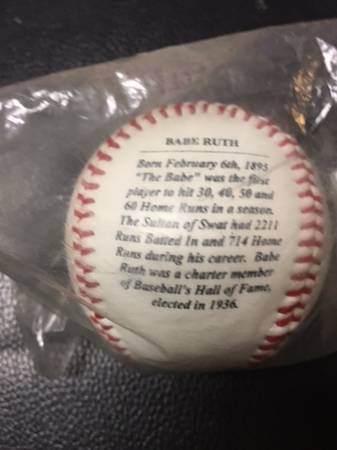 BABE RUTH
Born February 6th, 1895
"The Babe" was the first
player to hit 30, 40, 50 and
60 Home Runs in a season.
The Sultan of Swat had 2211
Runs Batted In and 714 Home
Runs during his career. Babe
Ruth was a charter member
of Baseball's Hall of Fame,
elected in 1936.